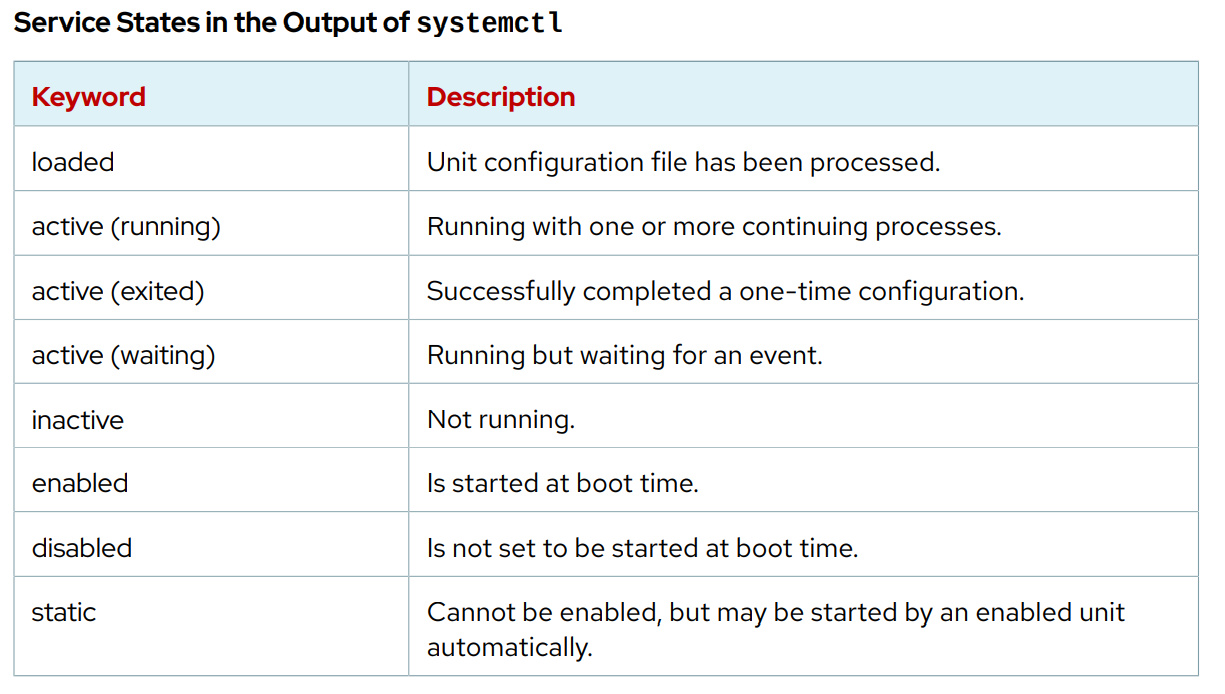 Service States in the Output of systemctl
Keyword Description
loaded Unit configuration file has been processed.
active (running) Running with one or more continuing processes.
active (exited) Successfully completed a one-time configuration.
active (waiting) Running but waiting for an event.
inactive Not running.
enabled Is started at boot time.
disabled Is not set to be started at boot time.
static Cannot be enabled, but may be started by an enabled unit
automatically.